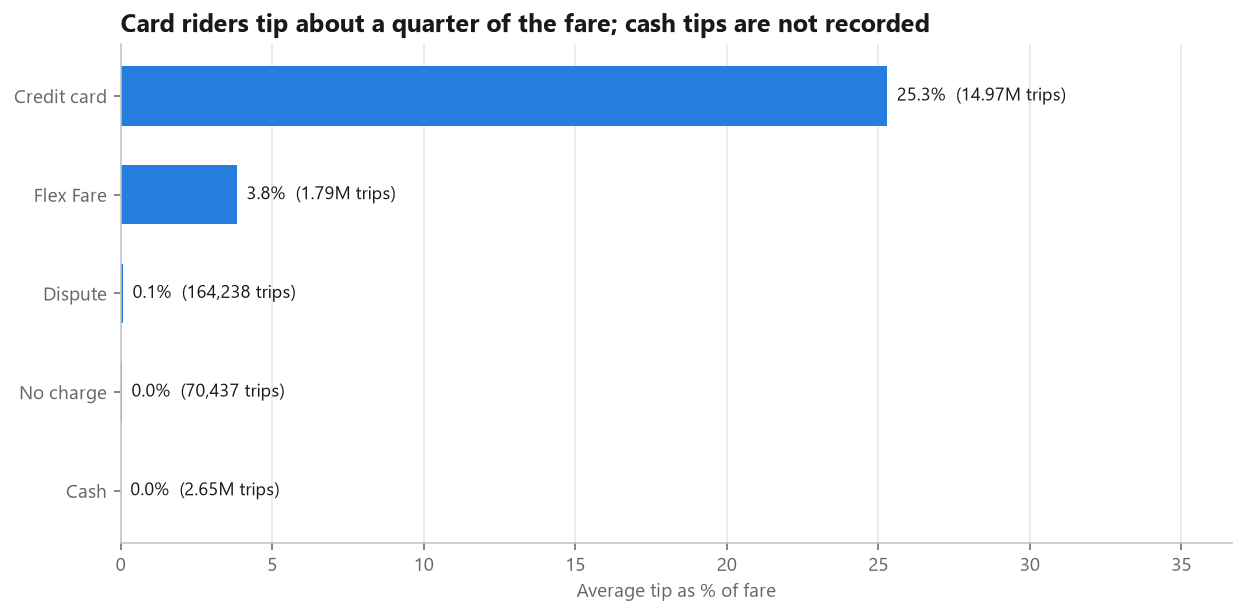 Card riders tip about a quarter of the fare; cash tips are not recorded
Credit card 25.3% (14.97M trips)
Flex Fare 3.8% (1.79M trips)
Dispute 0.1% (164,238 trips)
No charge 0.0% (70,437 trips)
Cash 0.0% (2.65M trips)
0 5 10 15 20 25 30 35
Average tip as % of fare